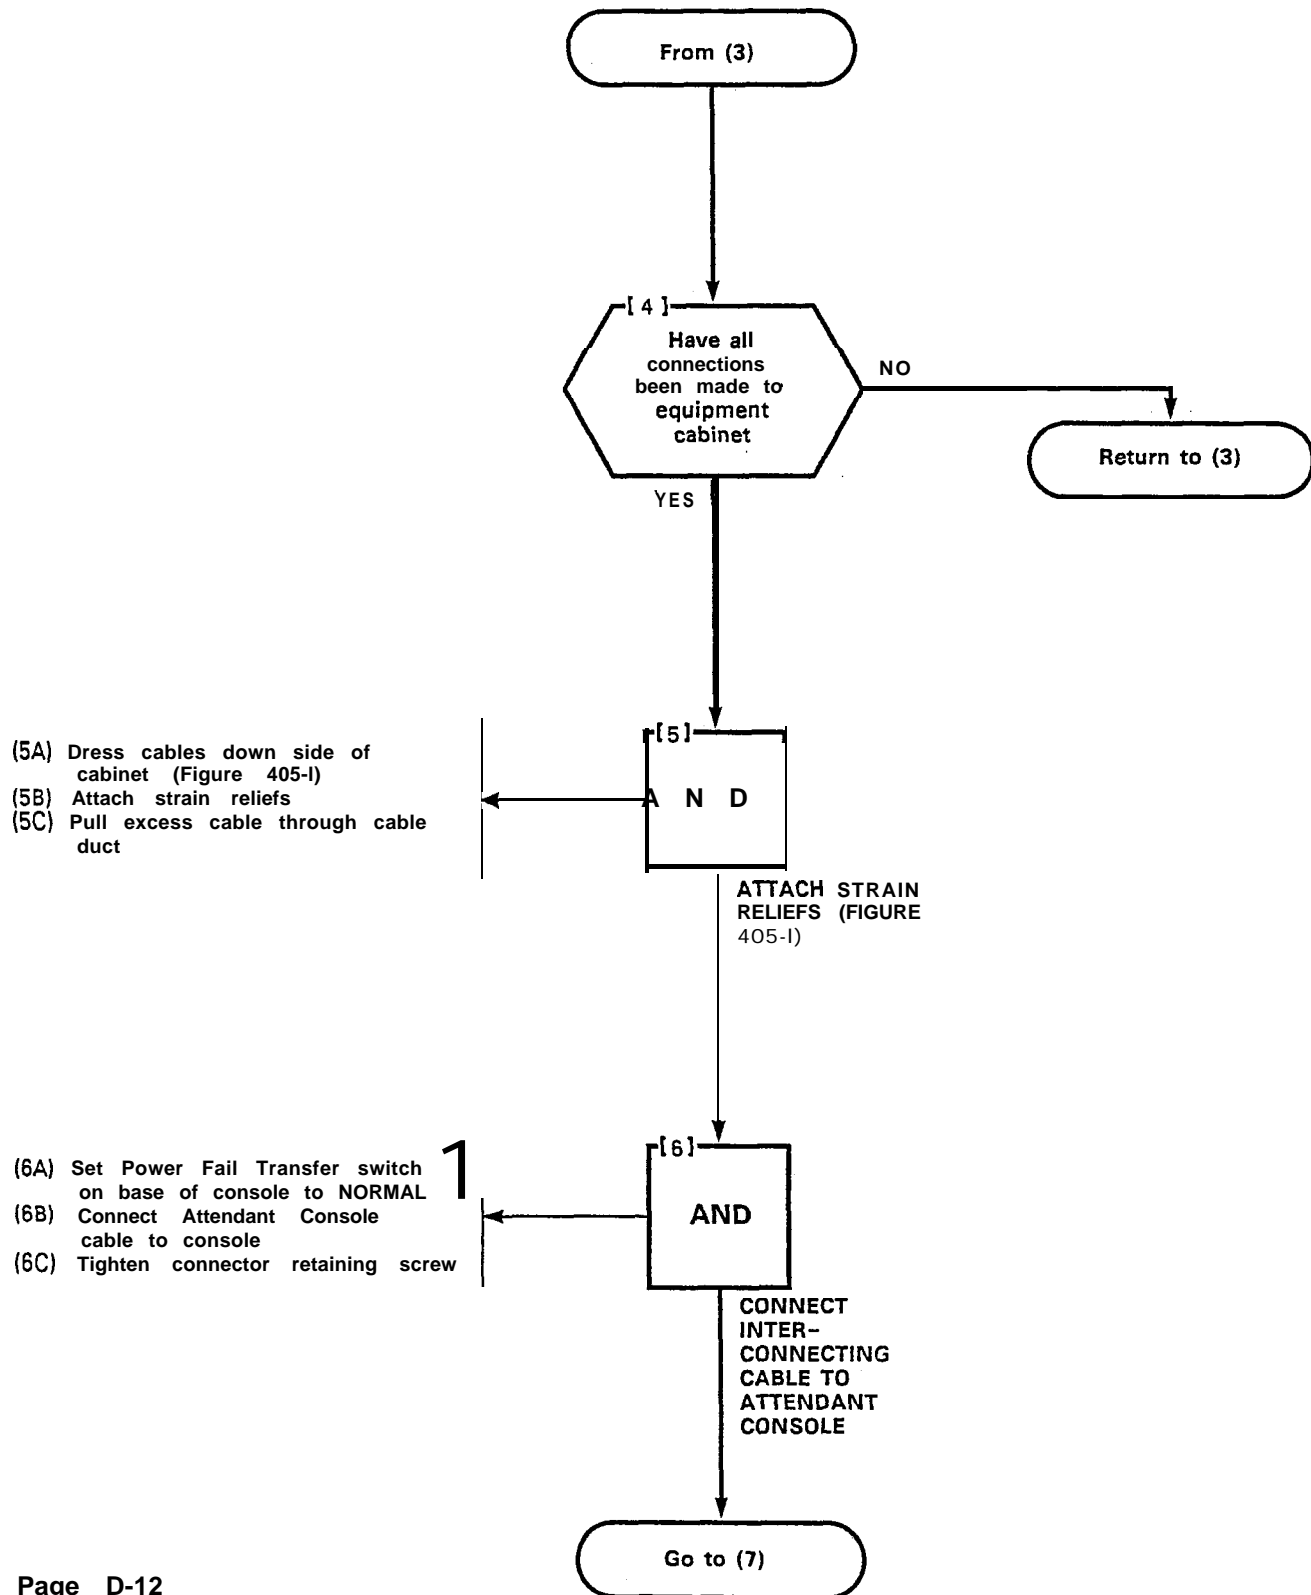 From (3)
[4]
Have all
connections
been made to
equipment
cabinet
NO
Return to (3)
YES
(5A) Dress cables down side of
cabinet (Figure 405-I)
(5B) Attach strain reliefs
(5C) Pull excess cable through cable
duct
[5]
A N D
ATTACH STRAIN
RELIEFS (FIGURE
405-I)
(6A) Set Power Fail Transfer switch
on base of console to NORMAL
(6B) Connect Attendant Console
cable to console
(6C) Tighten connector retaining screw
1
[6]
AND
CONNECT
INTER-
CONNECTING
CABLE TO
ATTENDANT
CONSOLE
Go to (7)
Page D-12